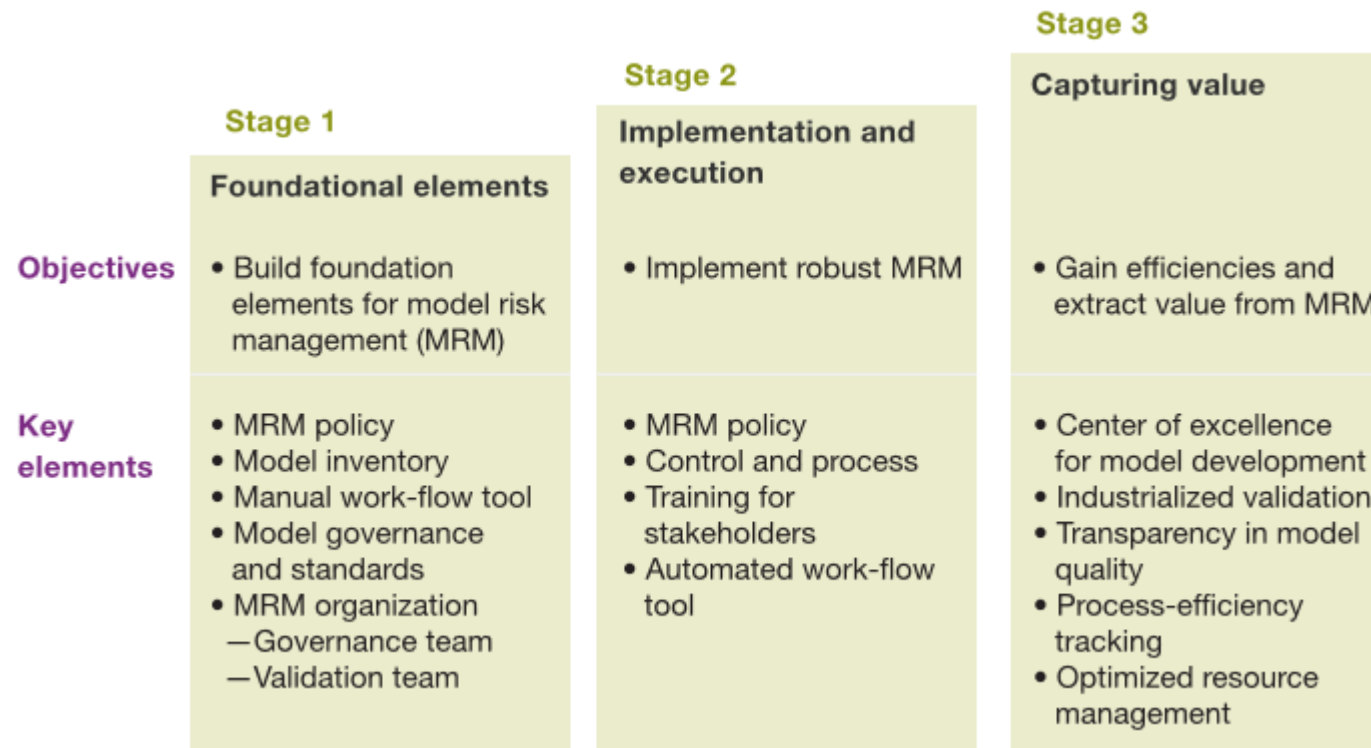 Stage 1
Foundational elements
Stage 2
Implementation and
execution
Stage 3
Capturing value
Objectives
• Build foundation
elements for model risk
management (MRM)
• Implement robust MRM
• Gain efficiencies and
extract value from MRM
Key
elements
• MRM policy
• Model inventory
• Manual work-flow tool
• Model governance
and standards
• MRM organization
—Governance team
—Validation team
• MRM policy
• Control and process
• Training for
stakeholders
• Automated work-flow
tool
• Center of excellence
for model development
• Industrialized validation
• Transparency in model
quality
• Process-efficiency
tracking
• Optimized resource
management